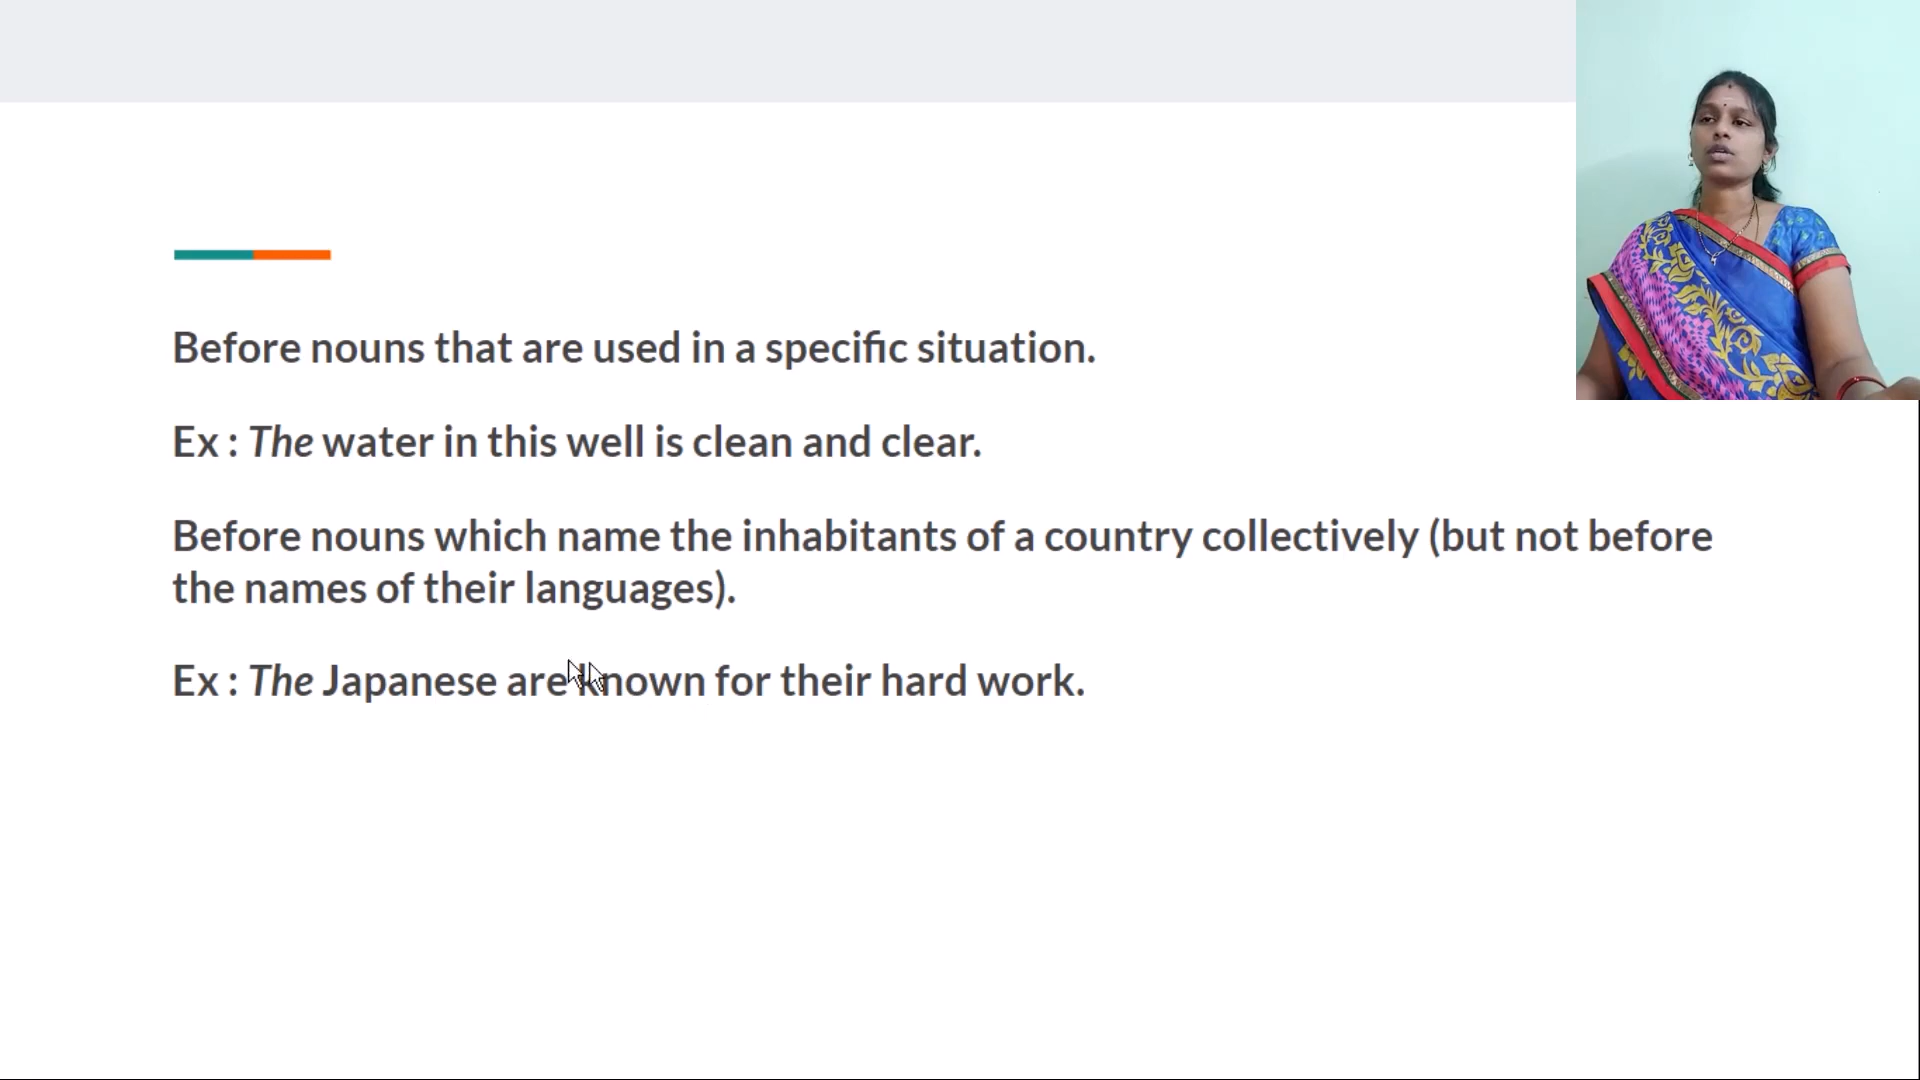 Before nouns that are used in a specific situation.
Ex : The water in this well is clean and clear.
Before nouns which name the inhabitants of a country collectively (but not before
the names of their languages).
Ex : The Japanese are known for their hard work.